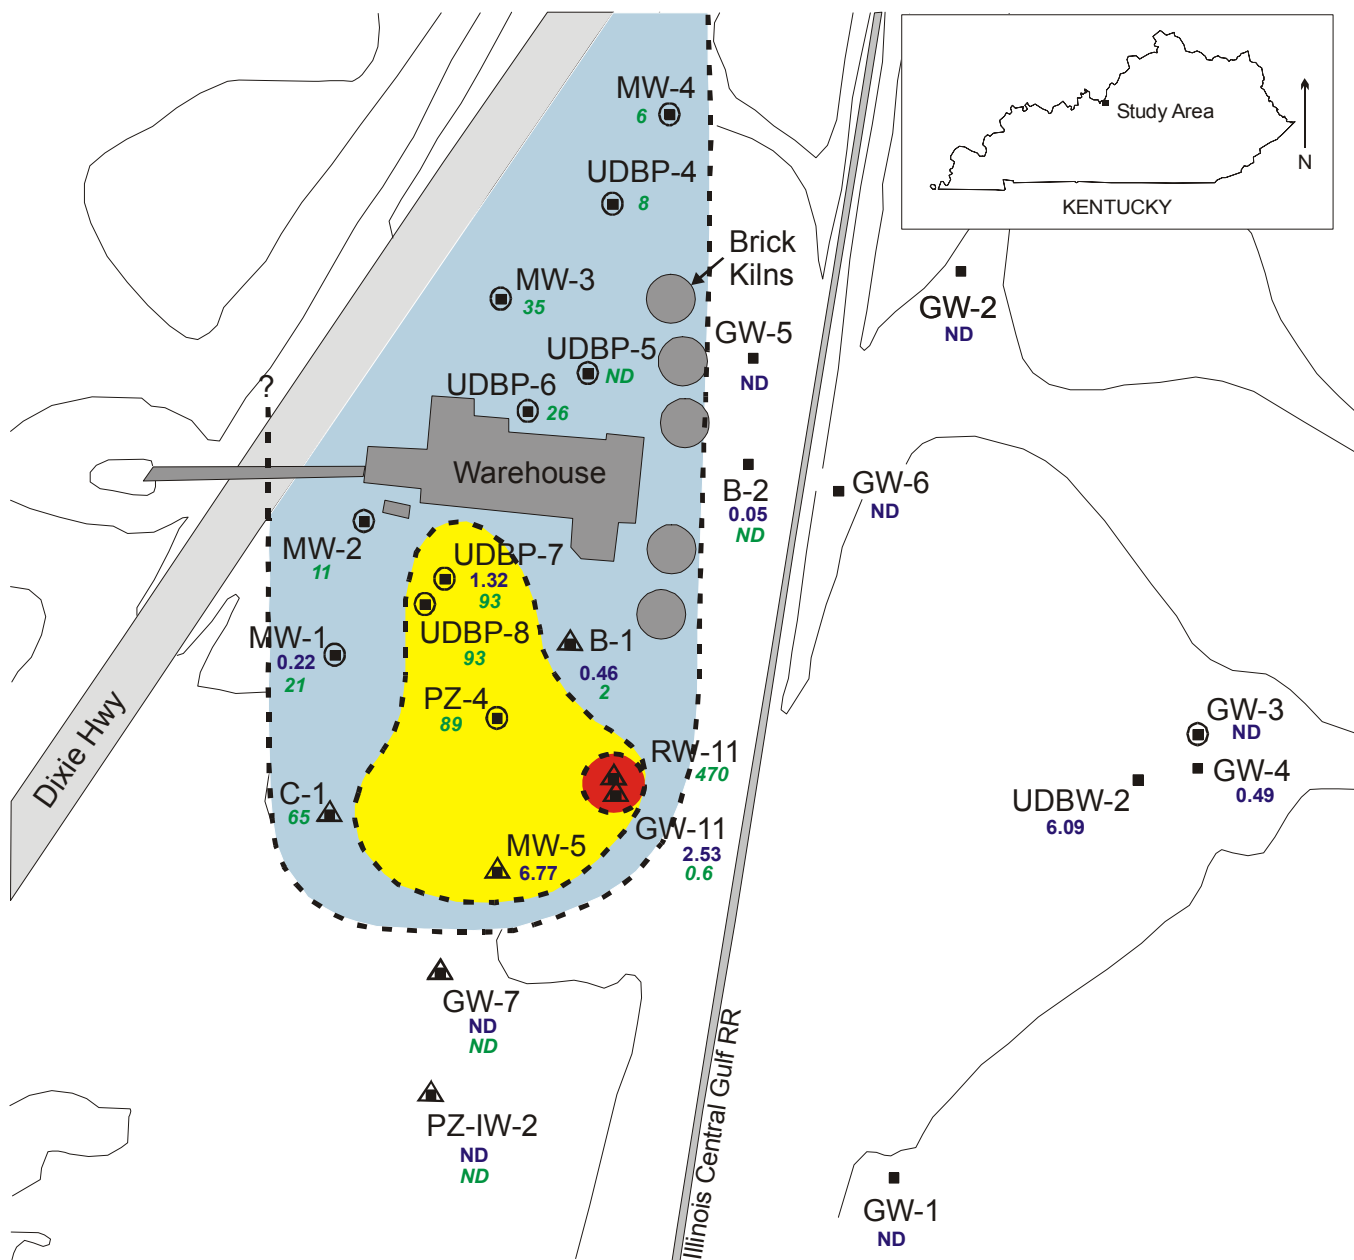 MW-4
6
UDBP-4
8
Brick
Kilns
MW-3
35
UDBP-5
ND
UDBP-6
26
?
Warehouse
GW-5
ND
B-2
0.05
ND
GW-6
ND
GW-2
ND
Study Area
N
KENTUCKY
MW-2
11
UDBP-7
1.32
93
UDBP-8
93
MW-1
0.22
21
B-1
0.46
2
PZ-4
89
RW-11
470
GW-11
2.53
0.6
C-1
65
MW-5
6.77
Dixie Hwy
GW-3
ND
GW-4
0.49
UDBW-2
6.09
GW-7
ND
ND
PZ-IW-2
ND
ND
Illinois Central Gulf RR
GW-1
ND